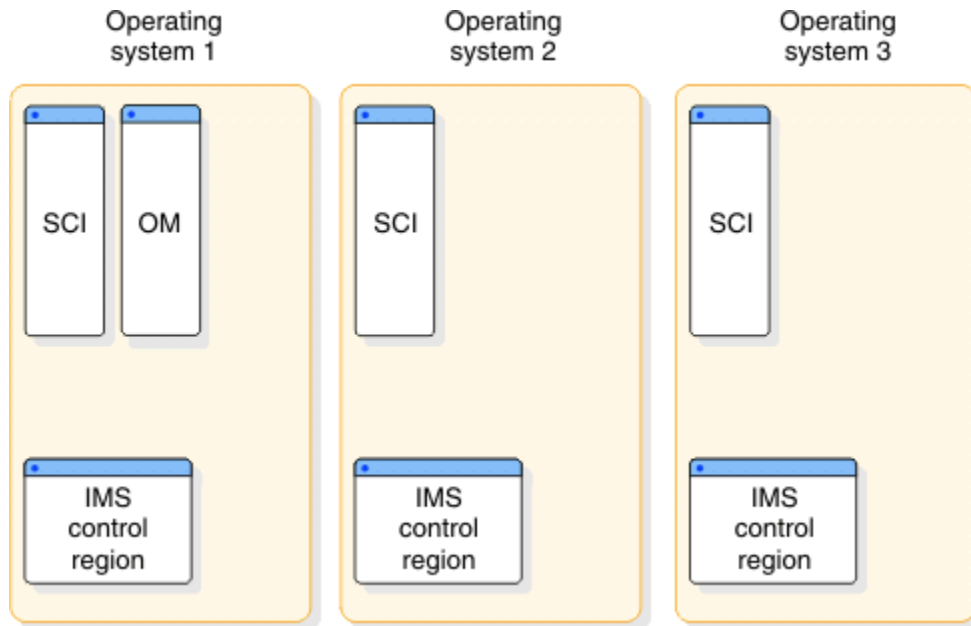 Operating
system 1
Operating
system 2
Operating
system 3
SCI
OM
SCI
SCI
IMS
control
region
IMS
control
region
IMS
control
region